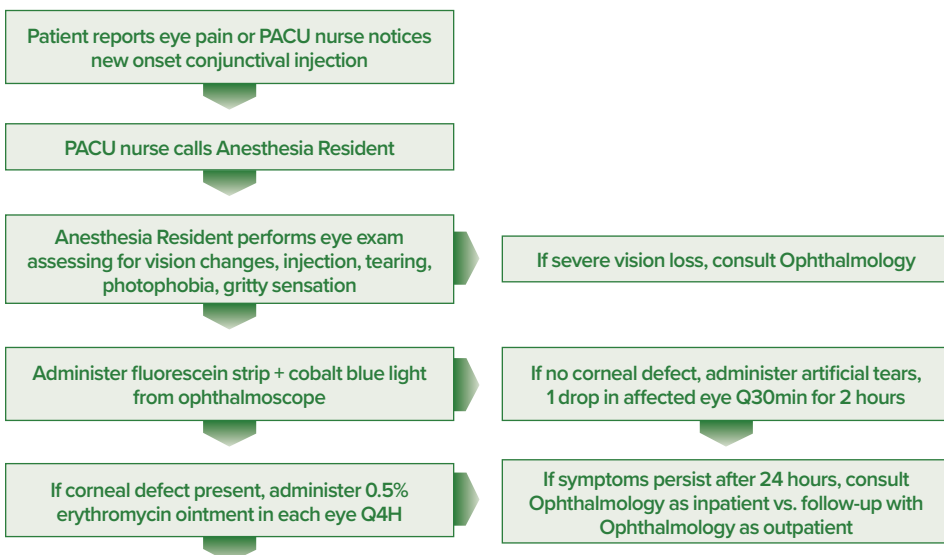 Patient reports eye pain or PACU nurse notices
new onset conjunctival injection
PACU nurse calls Anesthesia Resident
Anesthesia Resident performs eye exam
assessing for vision changes, injection, tearing,
photophobia, gritty sensation
If severe vision loss, consult Ophthalmology
Administer fluorescein strip + cobalt blue light
from ophthalmoscope
If no corneal defect, administer artificial tears,
1 drop in affected eye Q30min for 2 hours
If corneal defect present, administer 0.5%
erythromycin ointment in each eye Q4H
If symptoms persist after 24 hours, consult
Ophthalmology as inpatient vs. follow-up with
Ophthalmology as outpatient